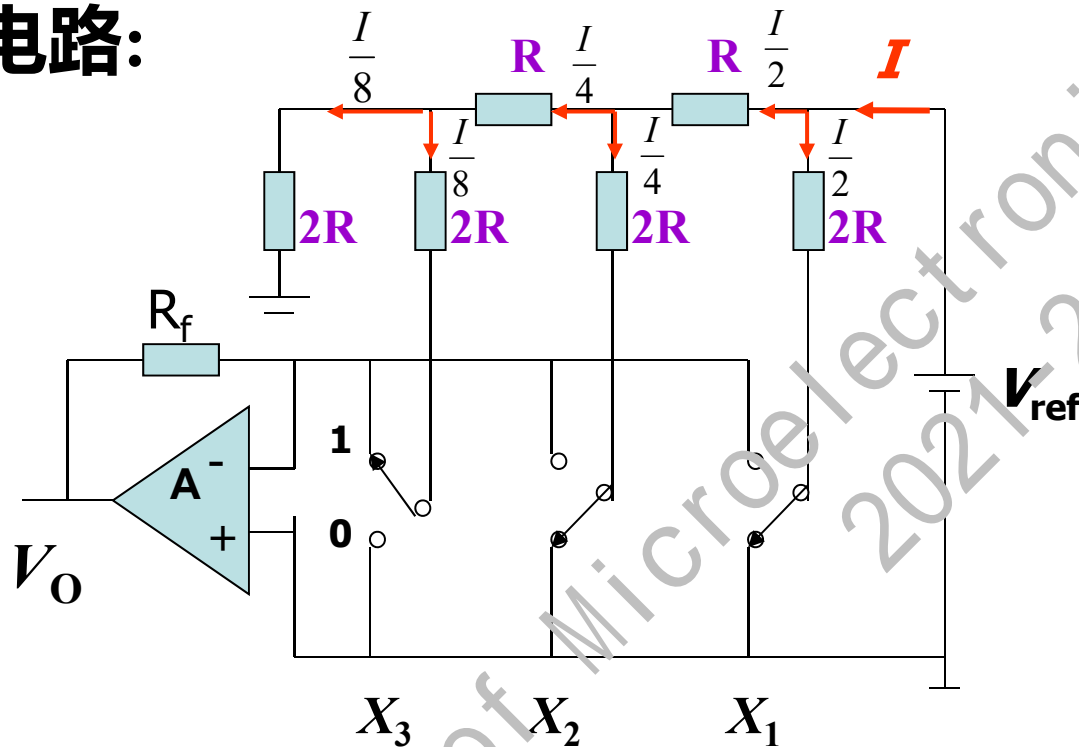 电路:
I/8
R
I/4
R
I/2
I
I/8
I/4
I/2
2R
2R
2R
2R
Rf
Vref
A
-
+
1
0
VO
X3
X2
X1
of Microelectroni
2021-2